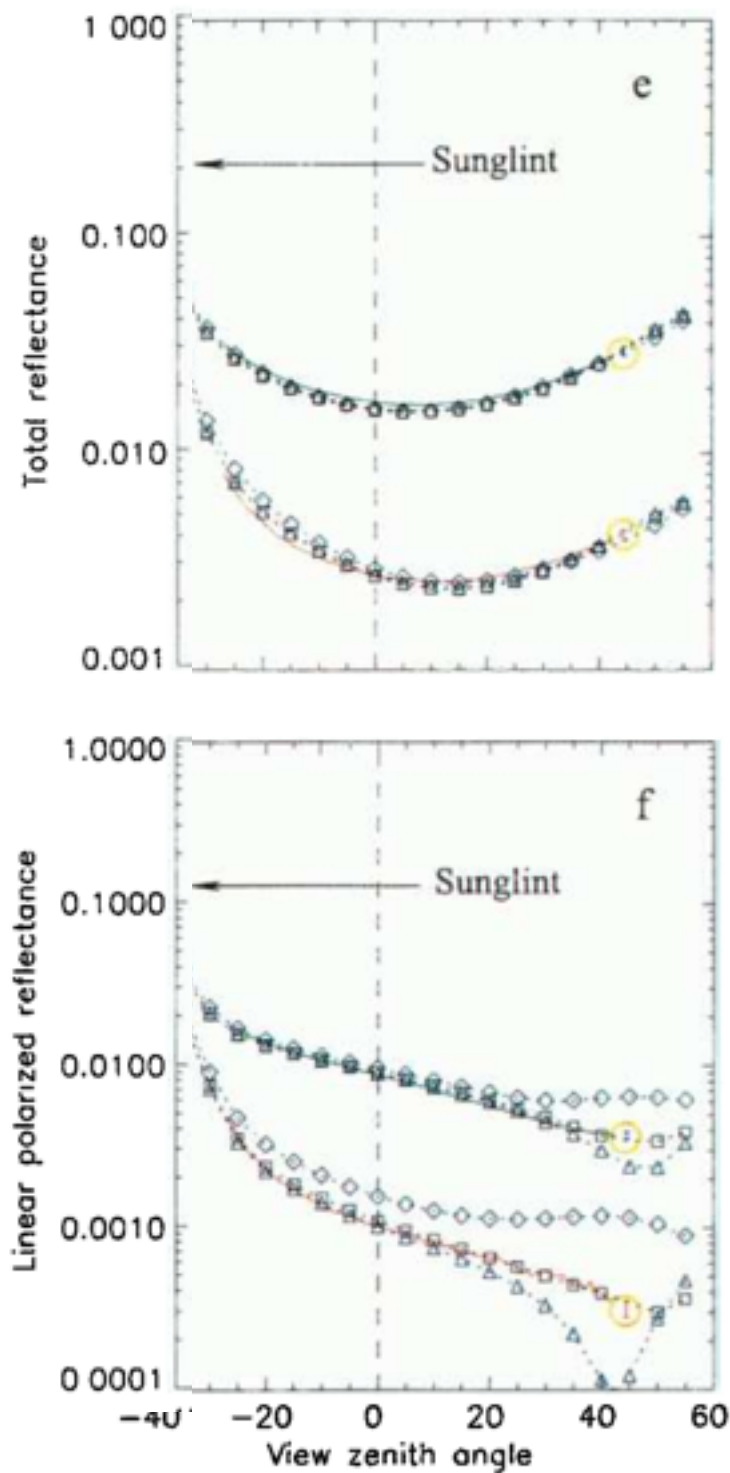 1 000
e
Sunglint
0.100
Total reflectance
0.010
0.001
1.0000
f
Sunglint
0.1000
Linear polarized reflectance
0.0100
0.0010
0 0001
-40 -20 0 20 40 60
View zenith angle